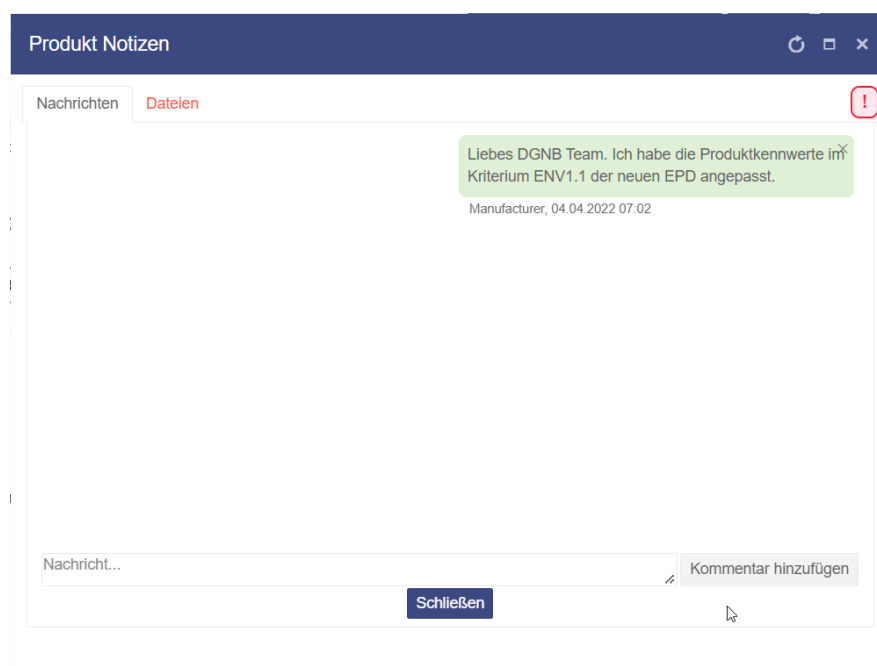 Produkt Notizen
Nachrichten
Dateien
!
Liebes DGNB Team. Ich habe die Produktkennwerte im
Kriterium ENV1.1 der neuen EPD angepasst.
Manufacturer, 04.04.2022 07:02
Nachricht...
Kommentar hinzufügen
Schließen